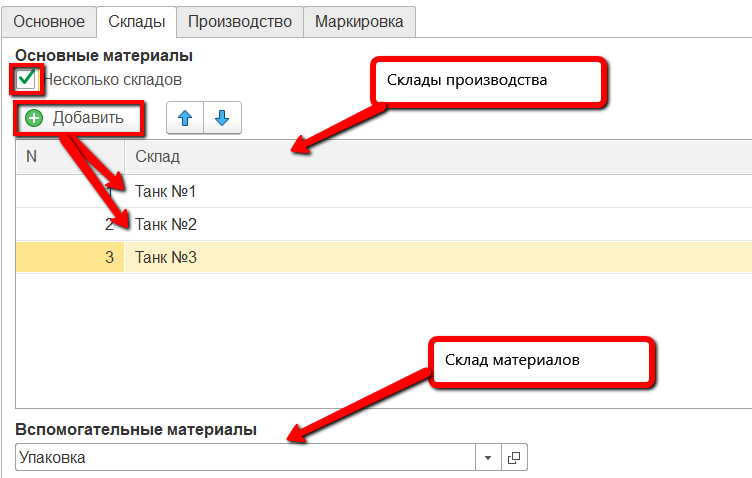 Основное Склады Производство Маркировка
Основные материалы
Несколько складов
Склады производства
Добавить
N Склад
1 Танк №1
2 Танк №2
3 Танк №3
Склад материалов
Вспомогательные материалы
Упаковка